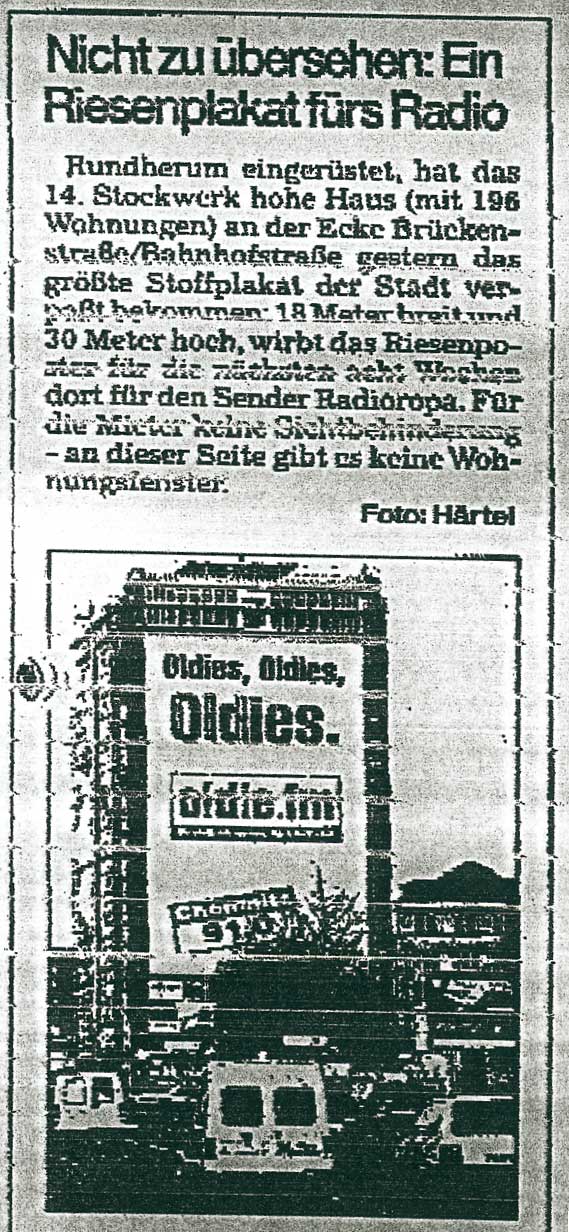 Nicht zu übersehen: Ein
Riesenplakat fürs Radio
Rundherum eingerüstet, hat das
14. Stockwerk hohe Haus (mit 196
Wohnungen) an der Ecke Brücken-
straße/Bahnhofstraße gestern das
größte Stoffplakat der Stadt ver-
paßt bekommen: 18 Meter breit und
30 Meter hoch, wirbt das Riesenpo-
ster für die nächsten acht Wochen
dort für den Sender Radioropa. Für
die Mieter keine Sichtbehinderung
– an dieser Seite gibt es keine Woh-
nungsfenster.
Foto: Härtel
Oldies, Oldies,
Oldies.
oldie.fm
Chemnitz